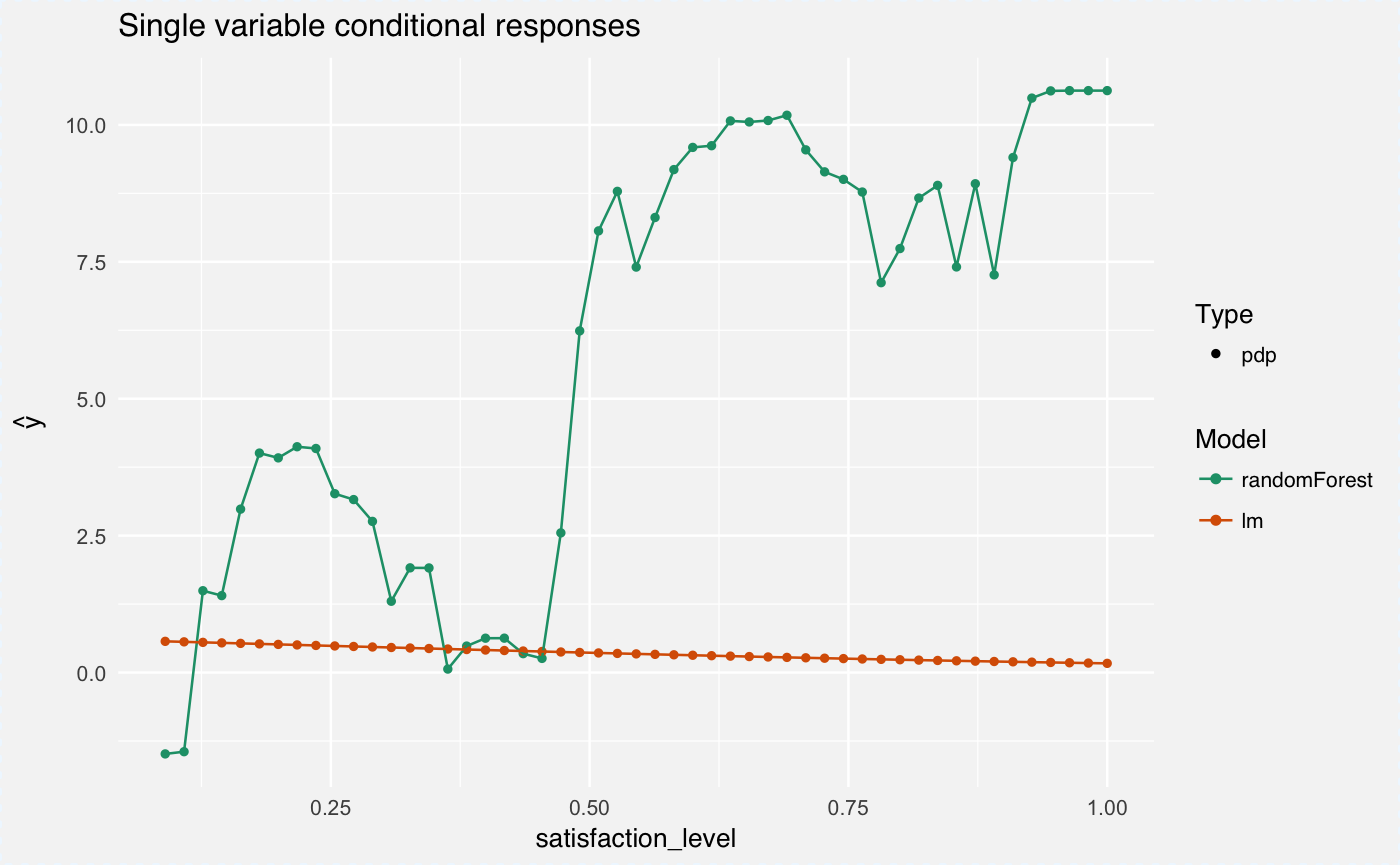 Single variable conditional responses
10.0
7.5
5.0
2.5
0.0
ŷ
0.25 0.50 0.75 1.00
satisfaction_level
Type
pdp
Model
randomForest
lm